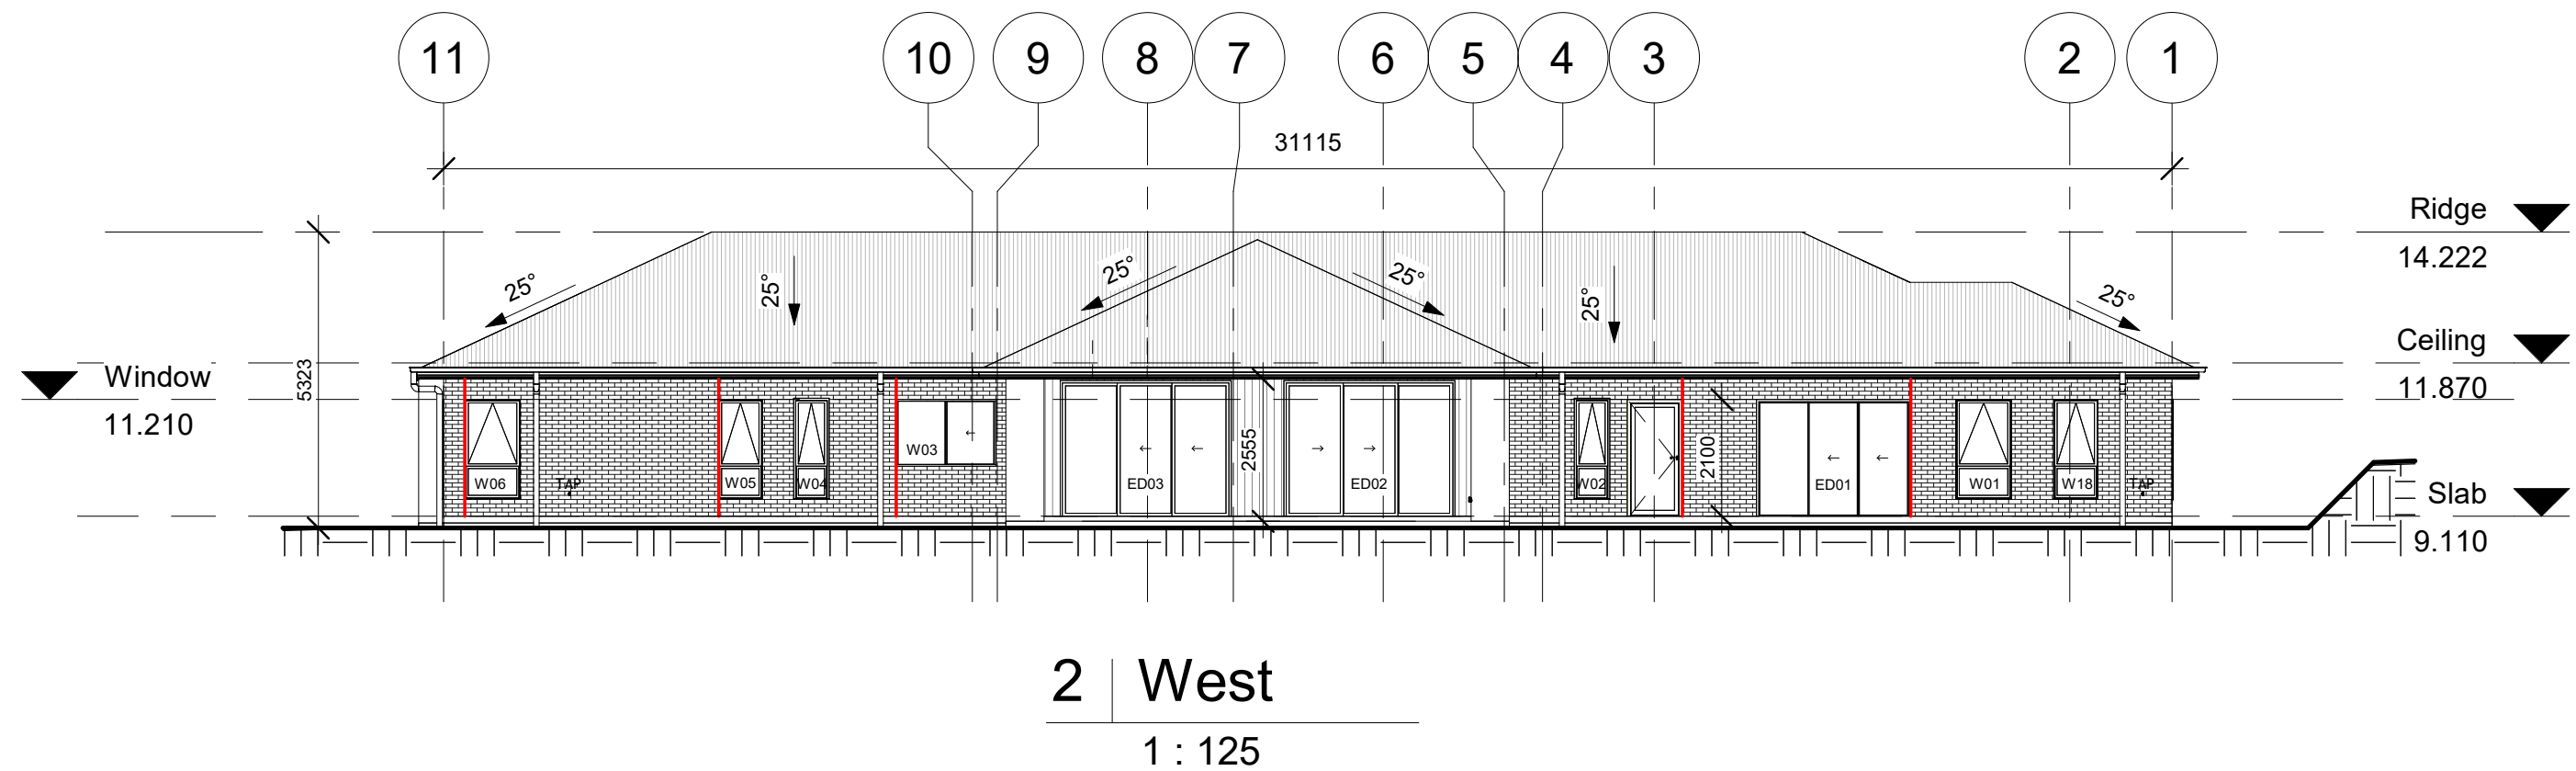 11 10 9 8 7 6 5 4 3 2 1
31115
Ridge
14.222
25° 25° 25° 25° 25° 25°
Ceiling
11.870
Window
11.210
5323
2555
2100
W06 TAP W05 W04 W03 ED03 ED02 W02 ED01 W01 W18 TAP
Slab
9.110
2 West
1 : 125